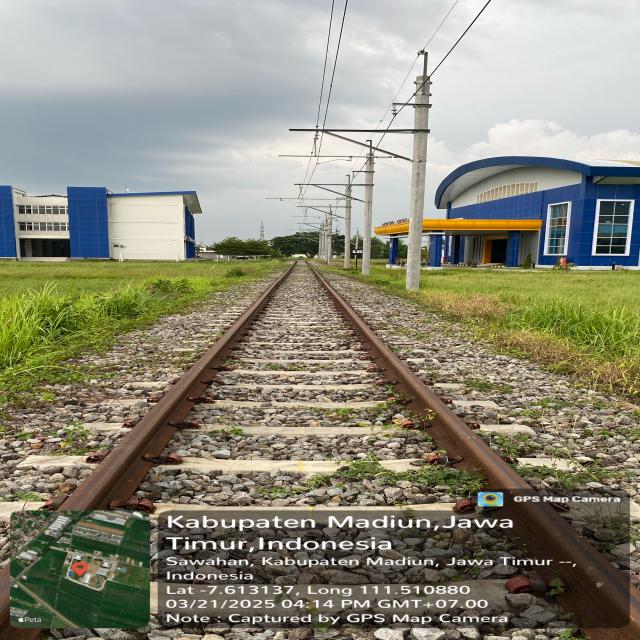 GPS Map Camera
Kabupaten Madiun,Jawa
Timur,Indonesia
Sawahan, Kabupaten Madiun, Jawa Timur --,
Indonesia
Lat -7.613137, Long 111.510880
03/21/2025 04:14 PM GMT+07.00
Note : Captured by GPS Map Camera
Peta